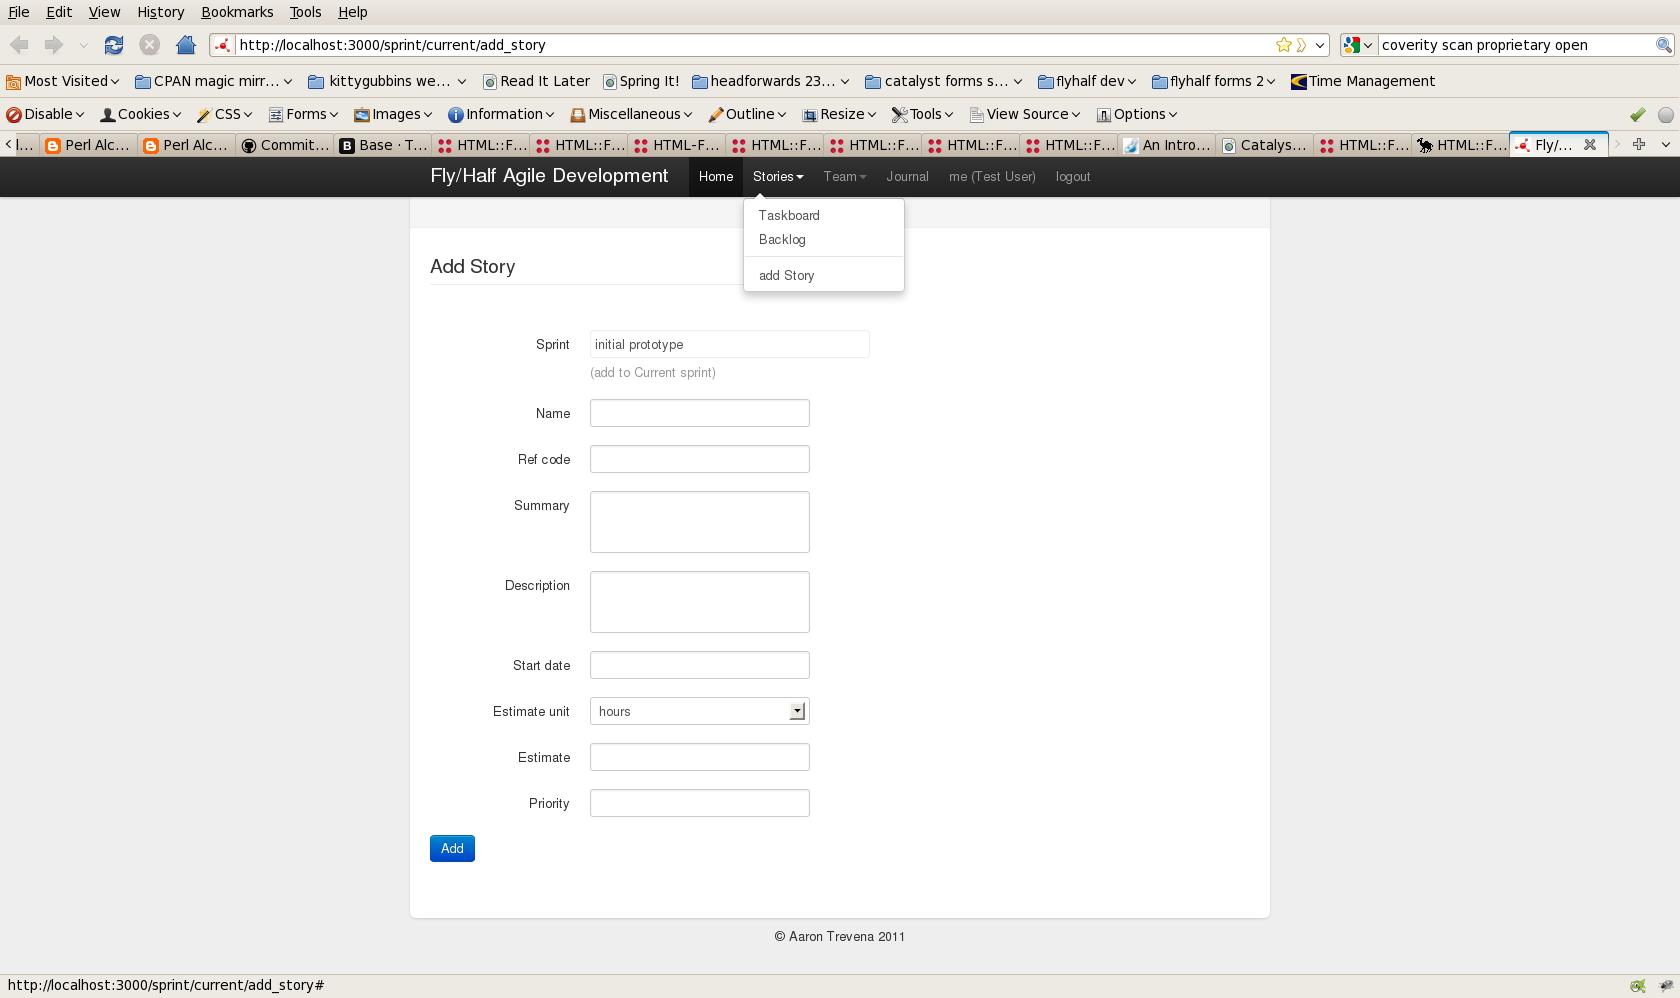 File Edit View History Bookmarks Tools Help
http://localhost:3000/sprint/current/add_story coverity scan proprietary open
Most Visited CPAN magic mirr... kittygubbins we... Read It Later Spring It! headforwards 23... catalyst forms s... flyhalf dev flyhalf forms 2 Time Management
Disable Cookies CSS Forms Images Information Miscellaneous Outline Resize Tools View Source Options
l... Perl Alc... Perl Alc... Commit... Base · T... HTML::F... HTML::F... HTML-F... HTML::F... HTML::F... HTML::F... HTML::F... An Intro... Catalys... HTML::F... HTML::F... Fly/...
Fly/Half Agile Development Home Stories Team Journal me (Test User) logout
Taskboard
Backlog
add Story
Add Story
Sprint initial prototype
(add to Current sprint)
Name
Ref code
Summary
Description
Start date
Estimate unit hours
Estimate
Priority
Add
© Aaron Trevena 2011
http://localhost:3000/sprint/current/add_story#